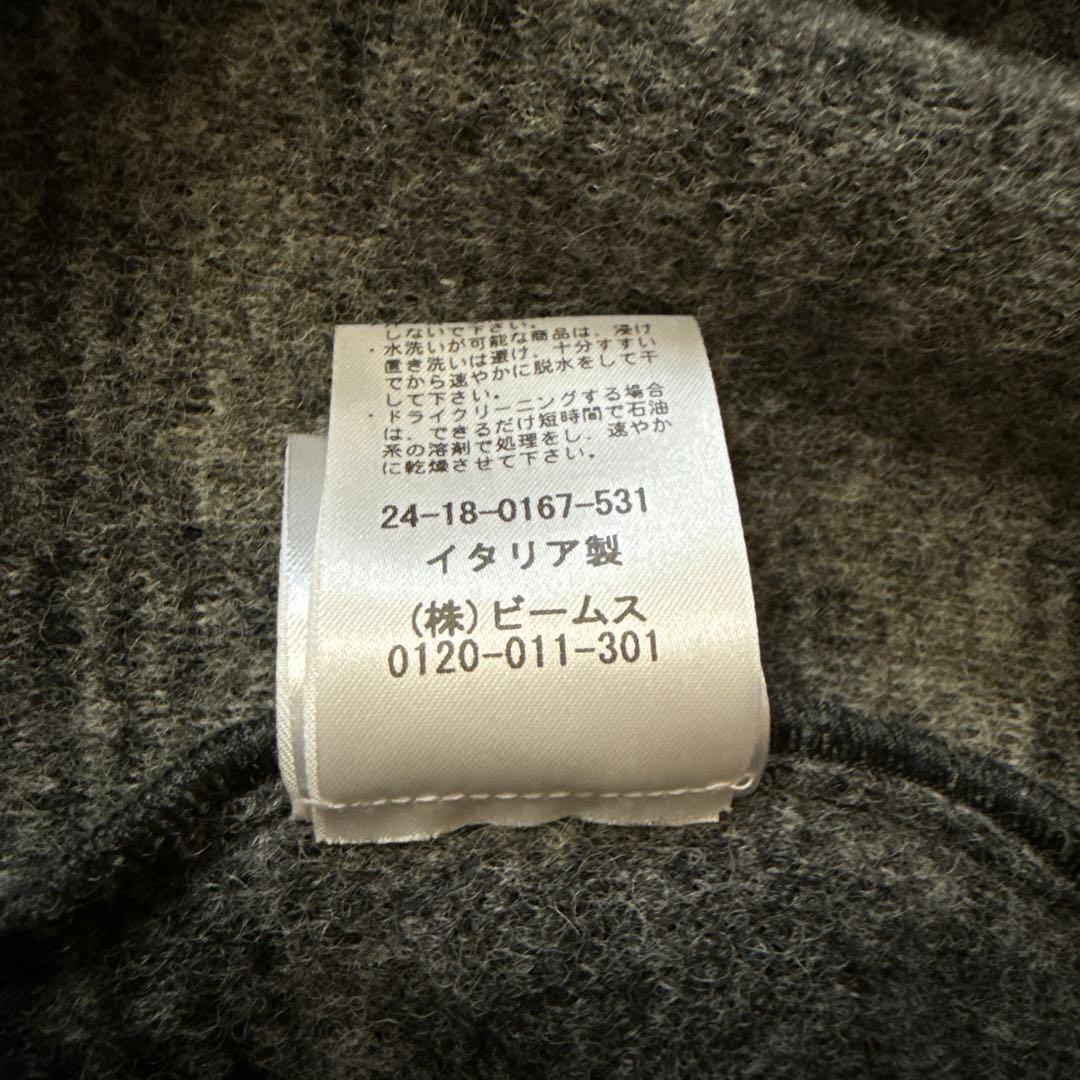 しないで下さい。
・水洗いが可能な商品は、浸け
置き洗いは避け、十分すすい
でから速やかに脱水をして干
して下さい。
・ドライクリーニングする場合
は、できるだけ短時間で石油
系の溶剤で処理をし、速やか
に乾燥させて下さい。
24-18-0167-531
イタリア製
(株)ビームス
0120-011-301